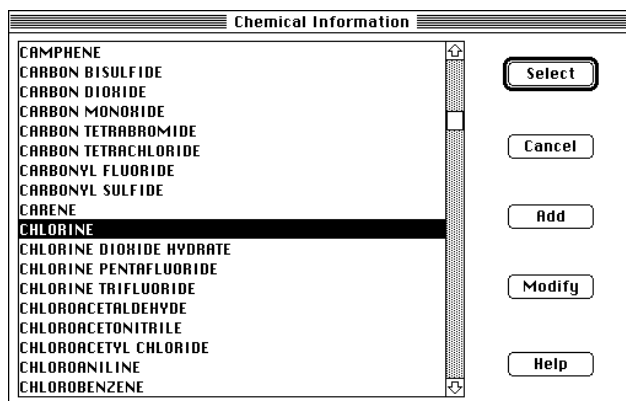 Chemical Information
CAMPHENE
CARBON BISULFIDE
CARBON DIOXIDE
CARBON MONOXIDE
CARBON TETRABROMIDE
CARBON TETRACHLORIDE
CARBONYL FLUORIDE
CARBONYL SULFIDE
CARENE
CHLORINE
CHLORINE DIOXIDE HYDRATE
CHLORINE PENTAFLUORIDE
CHLORINE TRIFLUORIDE
CHLOROACETALDEHYDE
CHLOROACETONITRILE
CHLOROACETYL CHLORIDE
CHLOROANILINE
CHLOROBENZENE
Select
Cancel
Add
Modify
Help